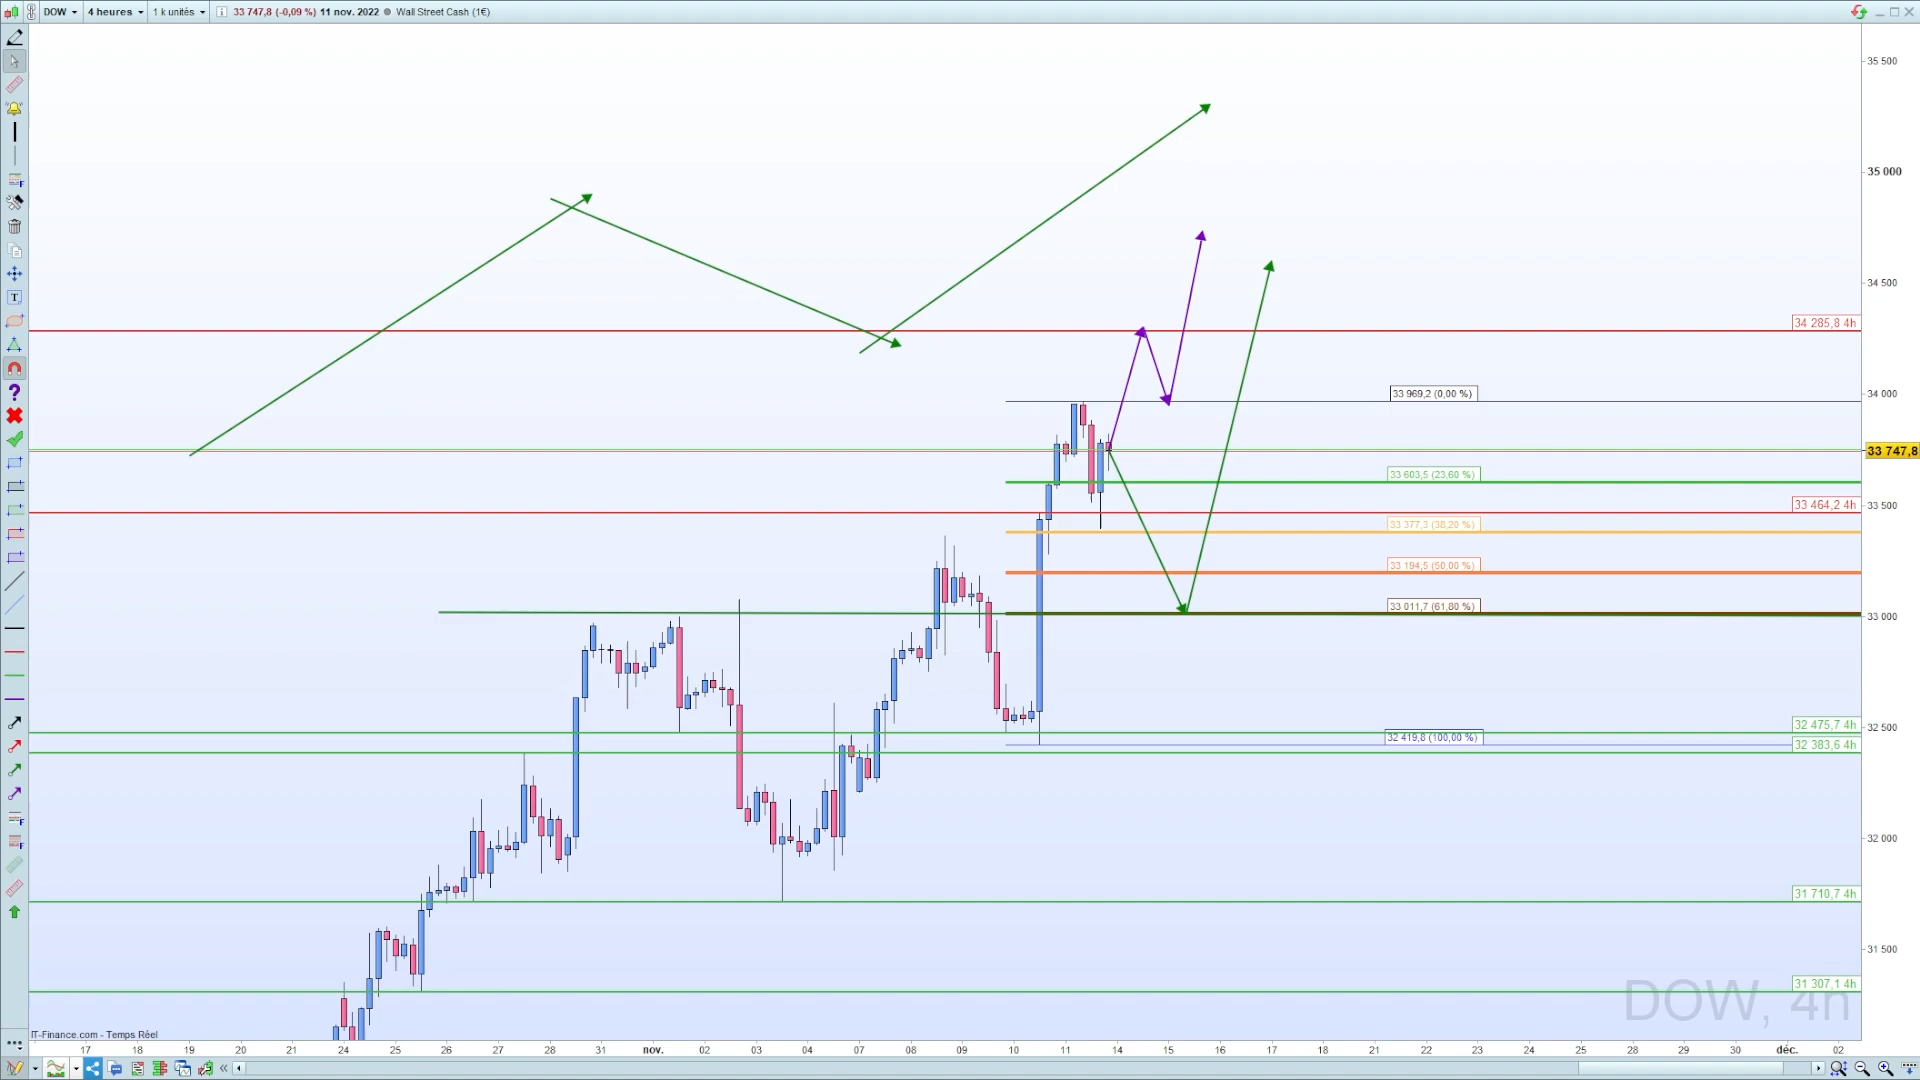 DOW 4 heures 1 k unités 33 747,8 (-0,09 %) 11 nov. 2022 Wall Street Cash (1€)
35 500
35 000
34 500
34 285,8 4h
33 969,2 (0,00 %)
34 000
33 747,8
33 603,5 (23,60 %)
33 464,2 4h
33 500
33 377,3 (38,20 %)
33 194,5 (50,00 %)
33 011,7 (61,80 %)
33 000
32 475,7 4h
32 500
32 419,8 (100,00 %)
32 383,6 4h
32 000
31 710,7 4h
31 500
31 307,1 4h
DOW, 4h
IT-Finance.com - Temps Réel
17 18 19 20 21 24 25 26 27 28 31 nov. 02 03 04 07 08 09 10 11 14 15 16 17 18 21 22 23 24 25 28 29 30 déc. 02